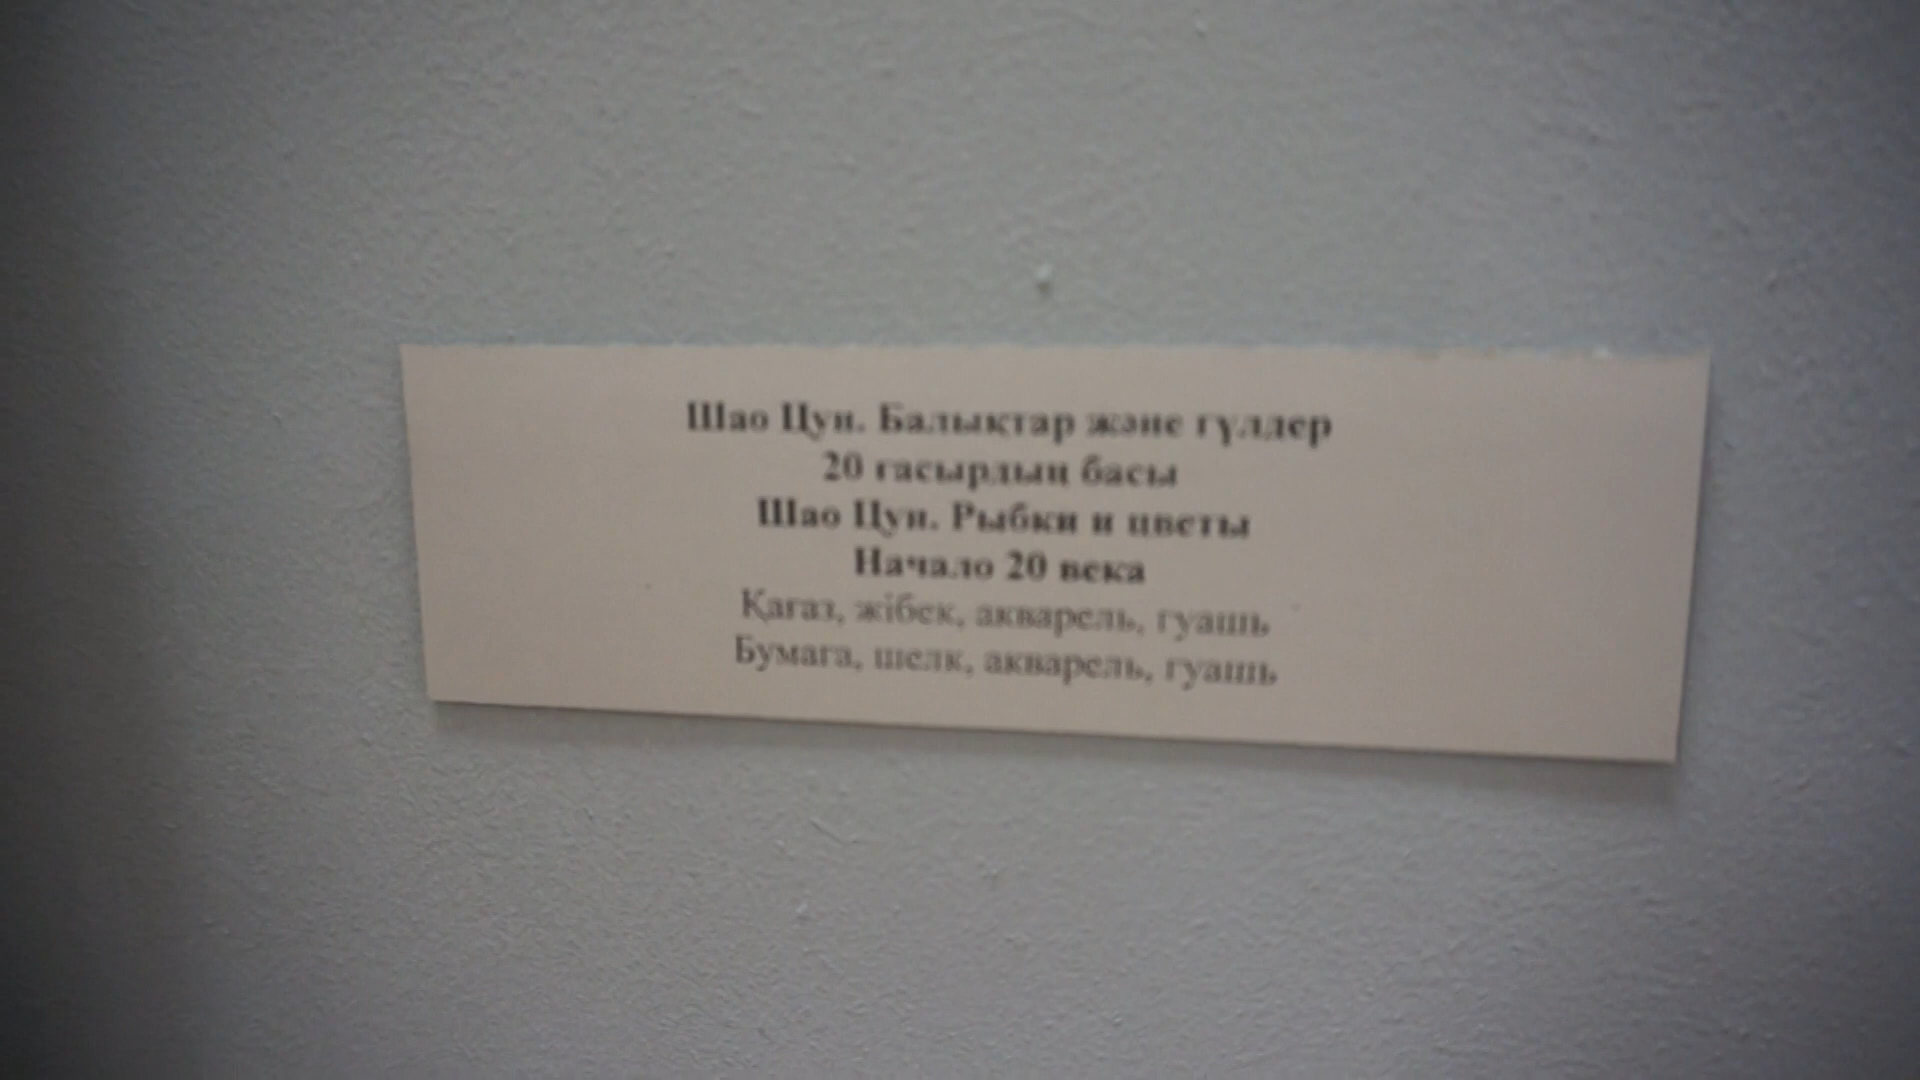 Шао Цун. Балықтар және гүлдер
20 ғасырдың басы
Шао Цун. Рыбки и цветы
Начало 20 века
Қағаз, жібек, акварель, гуашь
Бумага, шелк, акварель, гуашь